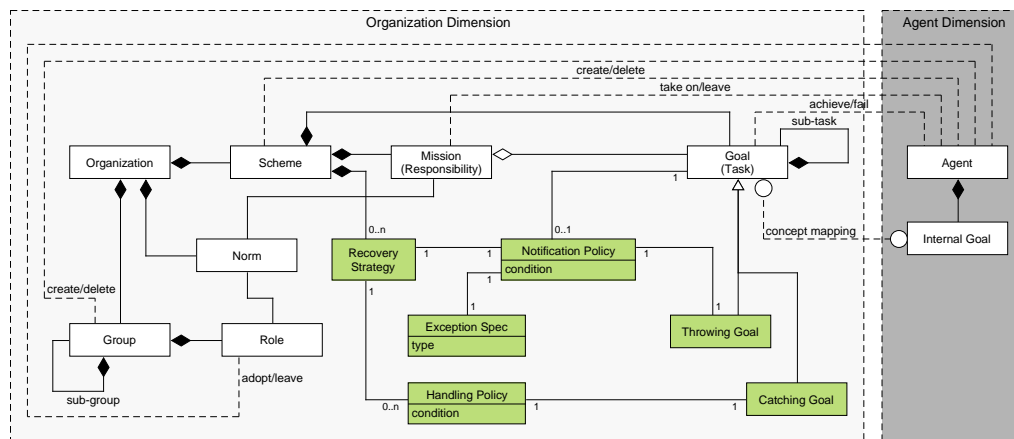 Organization Dimension
Agent Dimension
create/delete
take on/leave
achieve/fail
sub-task
Organization
Scheme
Mission
(Responsibility)
Goal
(Task)
Agent
1
0..n
0..1
concept mapping
Internal Goal
Norm
Recovery
Strategy
1
1
Notification Policy
condition
1
1
1
create/delete
1
1
1
Group
Role
Exception Spec
type
Throwing Goal
adopt/leave
sub-group
0..n
Handling Policy
condition
1
1
Catching Goal